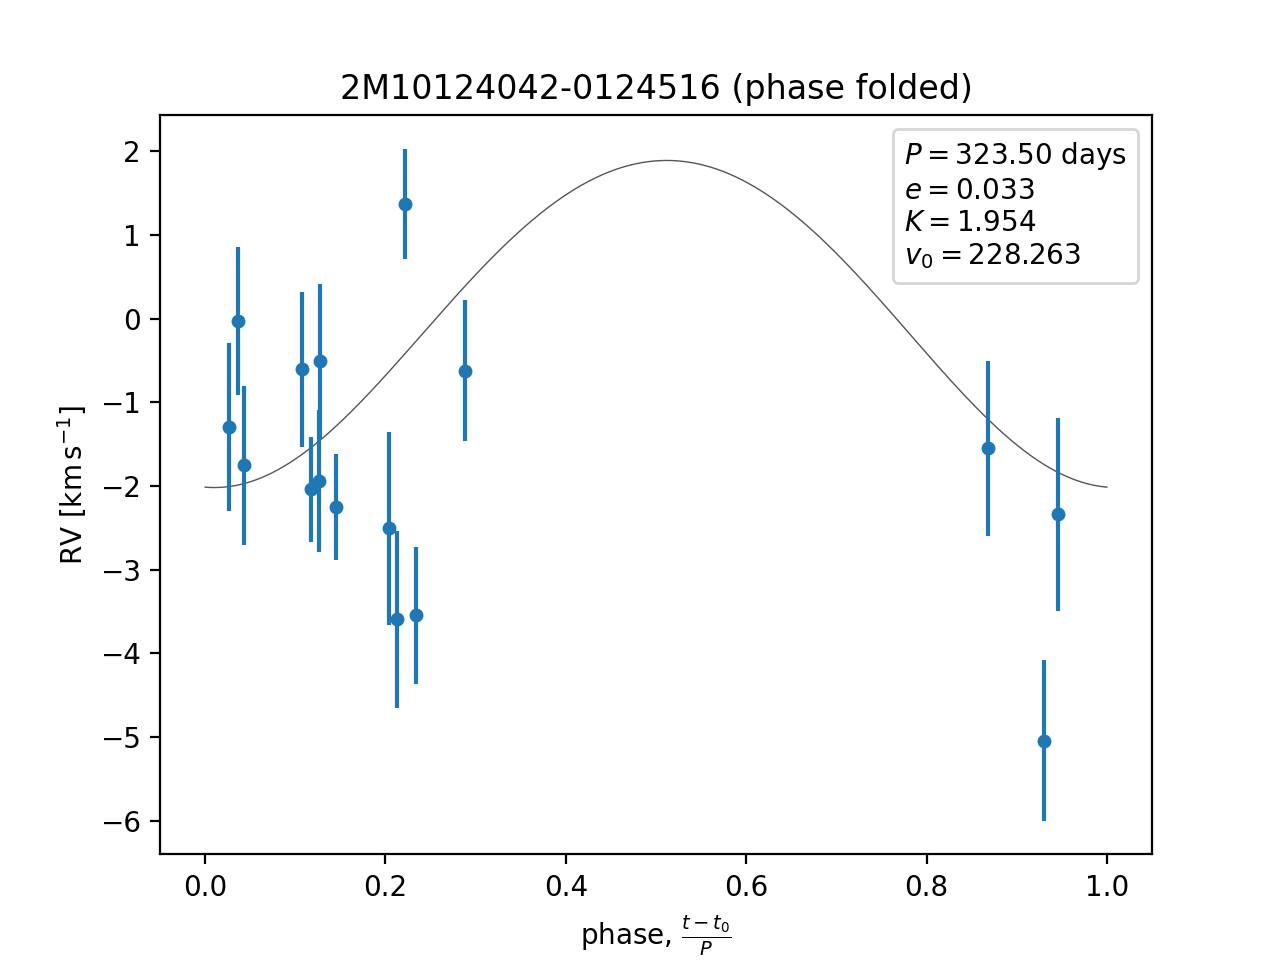 2M10124042-0124516 (phase folded)
P = 323.50 days
e = 0.033
K = 1.954
v₀ = 228.263
2
1
0
−1
−2
−3
−4
−5
−6
RV [km s⁻¹]
0.0 0.2 0.4 0.6 0.8 1.0
phase, (t − t₀)/P